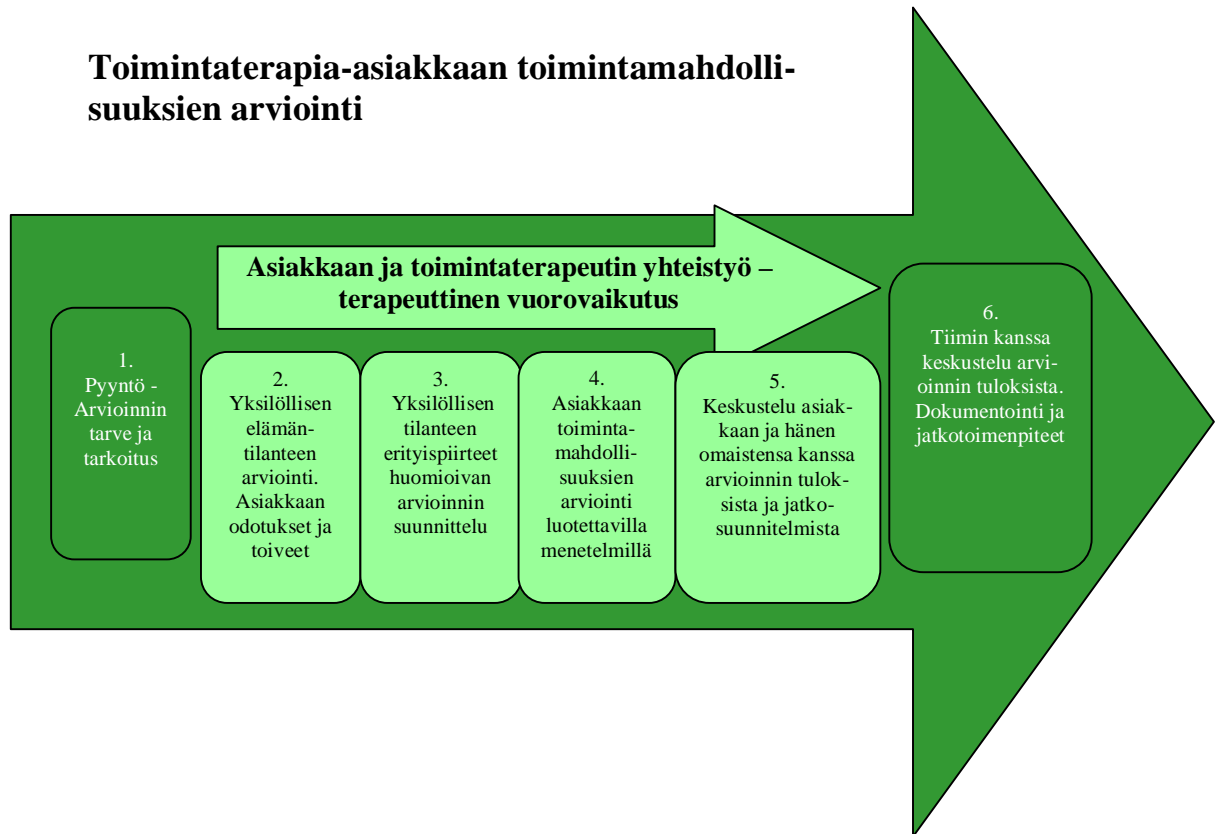 Toimintaterapia-asiakkaan toimintamahdolli-
suuksien arviointi
Asiakkaan ja toimintaterapeutin yhteistyö –
terapeuttinen vuorovaikutus
1.
Pyyntö -
Arvioinnin
tarve ja
tarkoitus
2.
Yksilöllisen
elämän-
tilanteen
arviointi.
Asiakkaan
odotukset ja
toiveet
3.
Yksilöllisen
tilanteen
erityispiirteet
huomioivan
arvioinnin
suunnittelu
4.
Asiakkaan
toiminta-
mahdolli-
suuksien
arviointi
luotettavilla
menetelmillä
5.
Keskustelu asiak-
kaan ja hänen
omaistensa kanssa
arvioinnin tulok-
sista ja jatko-
suunnitelmista
6.
Tiimin kanssa
keskustelu arvi-
oinnin tuloksista.
Dokumentointi ja
jatkotoimenpiteet